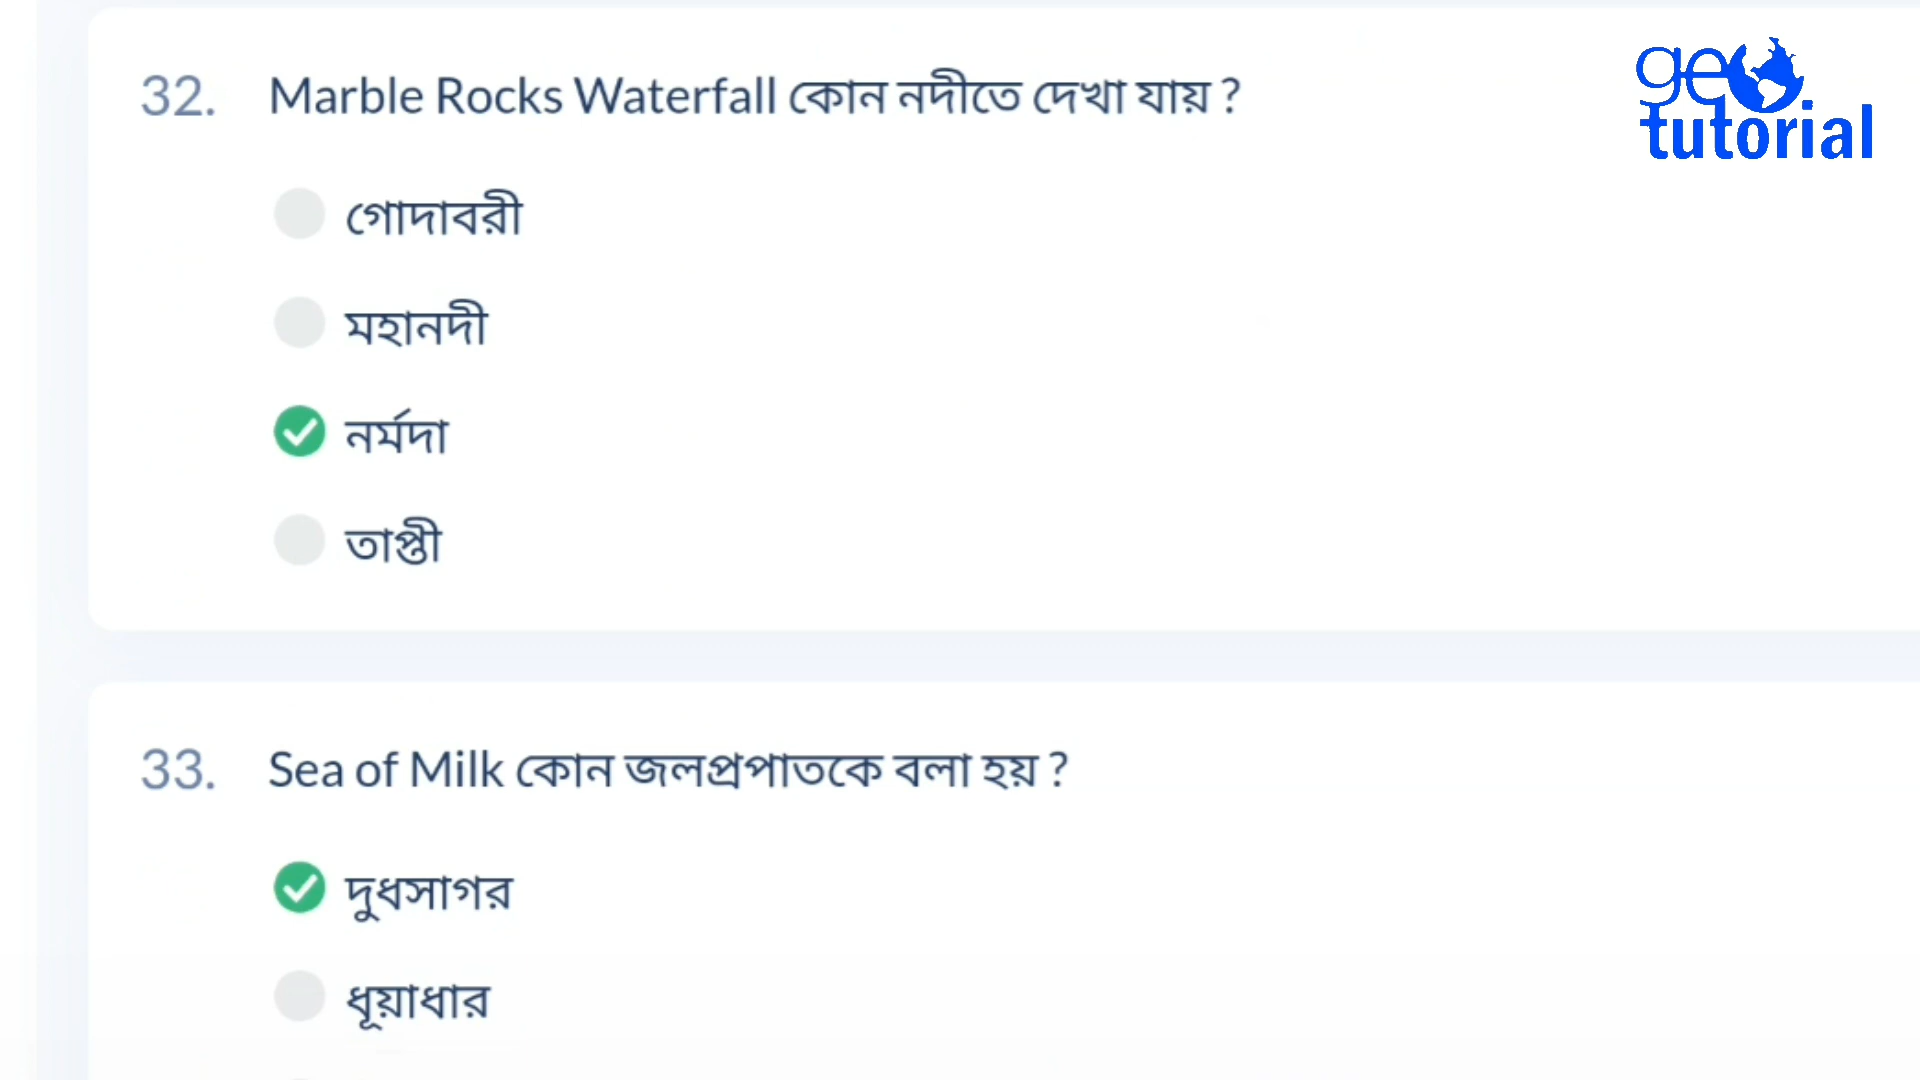 geo
tutorial
32. Marble Rocks Waterfall কোন নদীতে দেখা যায় ?
গোদাবরী
মহানদী
নর্মদা
তাপ্তী
33. Sea of Milk কোন জলপ্রপাতকে বলা হয় ?
দুধসাগর
ধূয়াধার